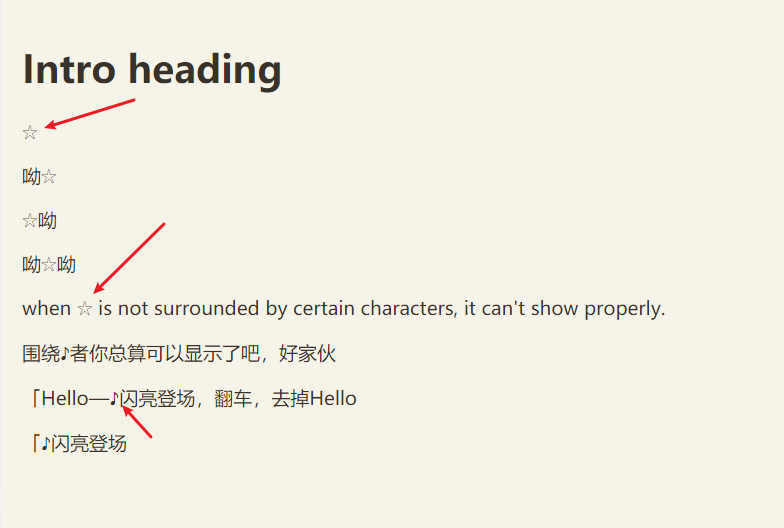 Intro heading
☆
呦☆
☆呦
呦☆呦
when ☆ is not surrounded by certain characters, it can't show properly.
围绕♪者你总算可以显示了吧，好家伙
「Hello—♪闪亮登场，翻车，去掉Hello
「♪闪亮登场